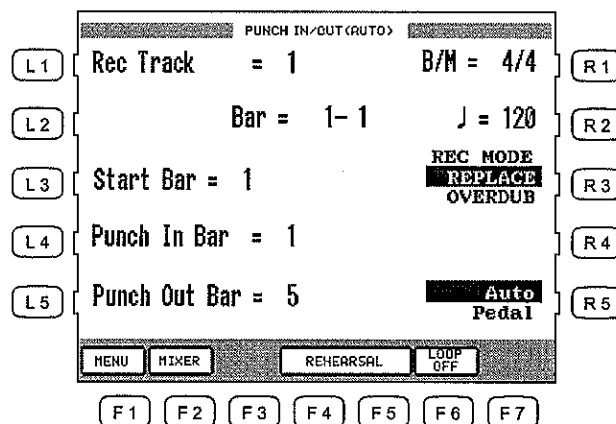 PUNCH IN/OUT(AUTO)
L1 Rec Track = 1 B/M = 4/4 R1
L2 Bar = 1- 1 ♩ = 120 R2
REC MODE
L3 Start Bar = 1 REPLACE R3
OVERDUB
L4 Punch In Bar = 1 R4
L5 Punch Out Bar = 5 Auto R5
Pedal
MENU MIXER REHEARSAL LOOP OFF
F1 F2 F3 F4 F5 F6 F7